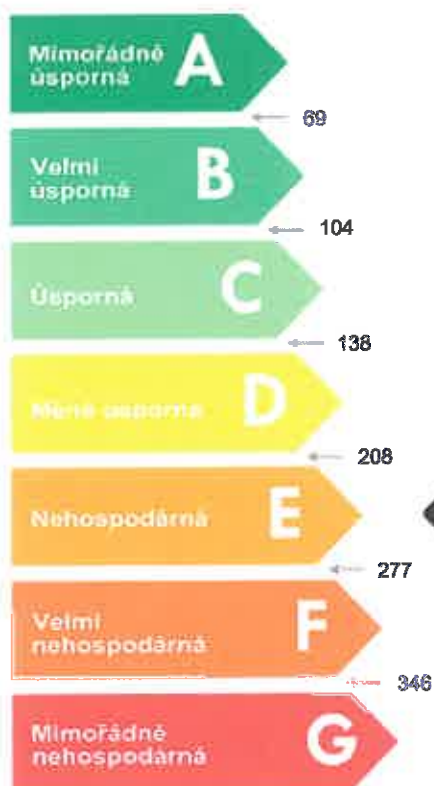 Mimořádně
úsporná
A
69
Velmi
úsporná
B
104
Úsporná
C
138
Méně úsporná
D
208
Nehospodárná
E
277
Velmi
nehospodárná
F
346
Mimořádně
nehospodárná
G